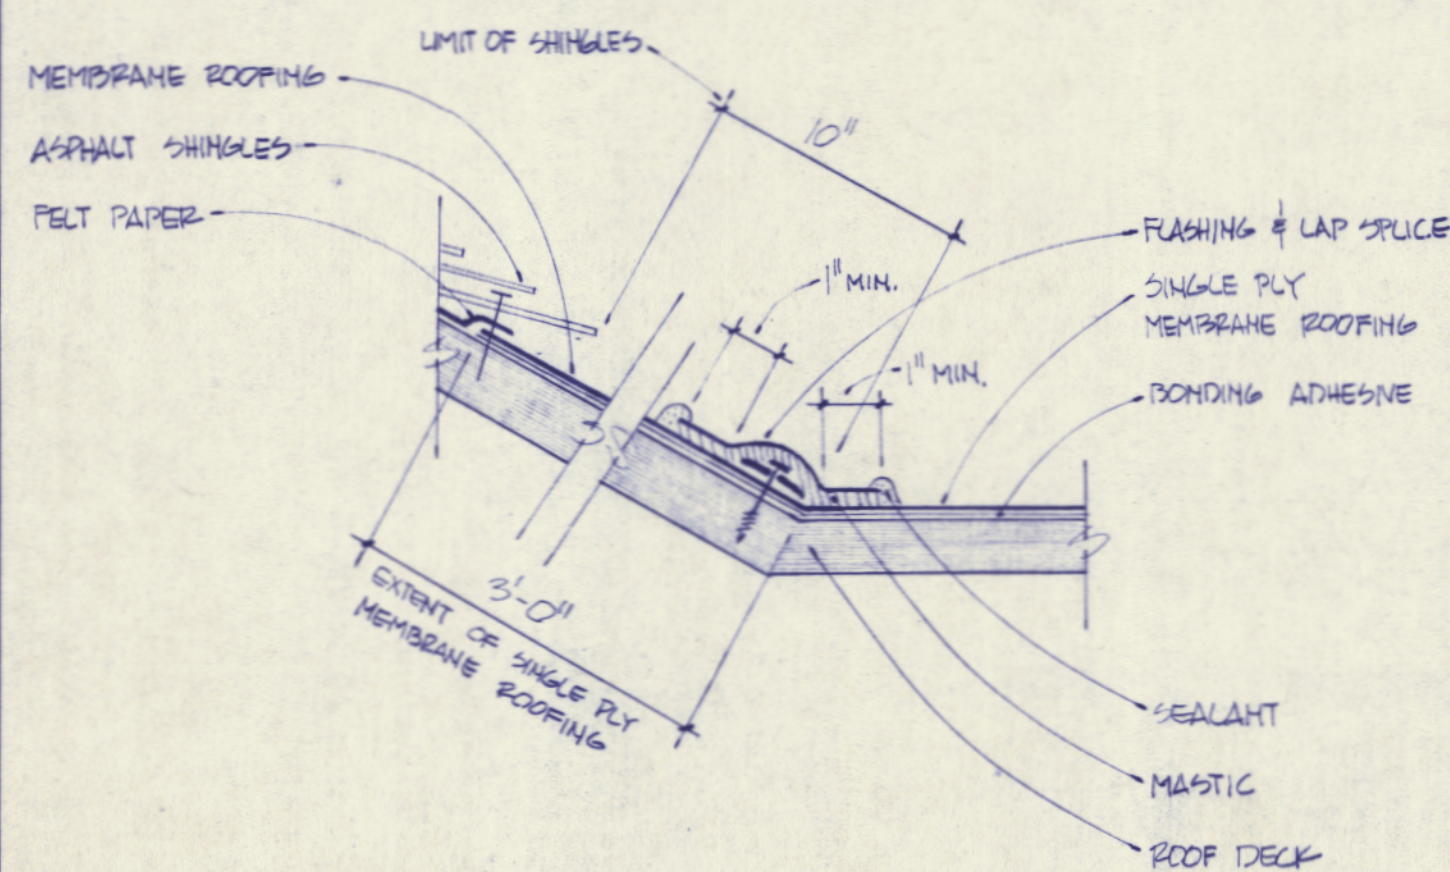 LIMIT OF SHINGLES
MEMBRANE ROOFING
ASPHALT SHINGLES
FELT PAPER
10"
1" MIN.
1" MIN.
FLASHING & LAP SPLICE
SINGLE PLY
MEMBRANE ROOFING
BONDING ADHESIVE
3'-0"
EXTENT OF SINGLE PLY
MEMBRANE ROOFING
SEALANT
MASTIC
ROOF DECK